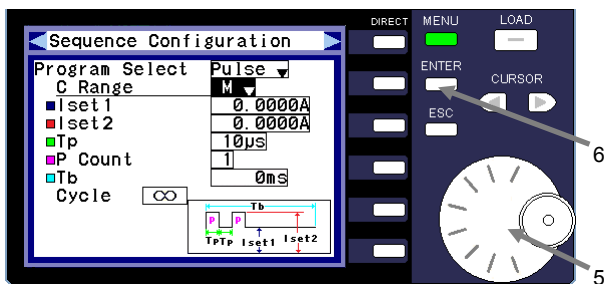 DIRECT MENU LOAD
Sequence Configuration
Program Select Pulse
C Range M
ENTER
CURSOR
Iset1 0.0000A
Iset2 0.0000A
ESC
Tp 10μs
P Count 1
6
Tb 0ms
Cycle ∞
Tb
P P
TpTp Iset1 Iset2
5